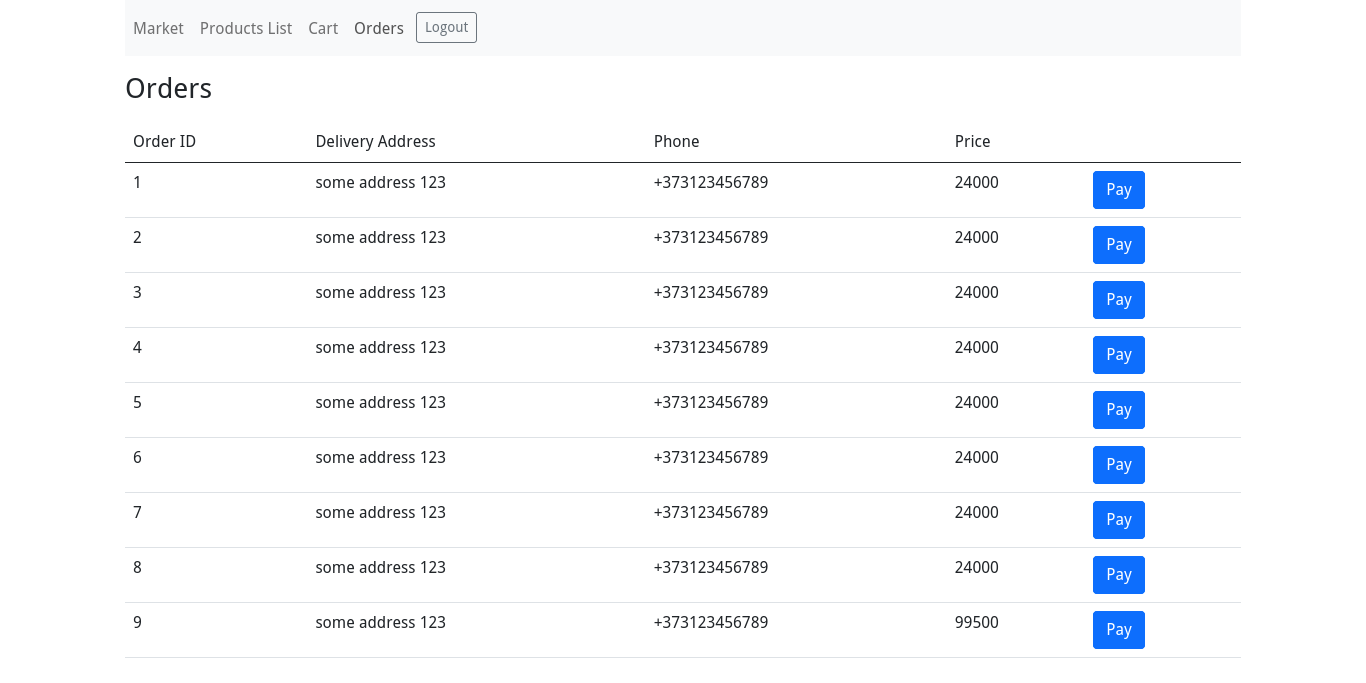 Market Products List Cart Orders Logout
Orders
Order ID Delivery Address Phone Price
1 some address 123 +373123456789 24000 Pay
2 some address 123 +373123456789 24000 Pay
3 some address 123 +373123456789 24000 Pay
4 some address 123 +373123456789 24000 Pay
5 some address 123 +373123456789 24000 Pay
6 some address 123 +373123456789 24000 Pay
7 some address 123 +373123456789 24000 Pay
8 some address 123 +373123456789 24000 Pay
9 some address 123 +373123456789 99500 Pay